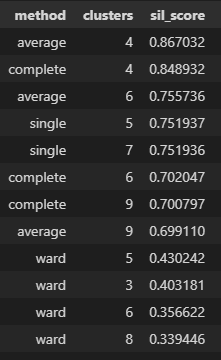 method clusters sil_score
average 4 0.867032
complete 4 0.848932
average 6 0.755736
single 5 0.751937
single 7 0.751936
complete 6 0.702047
complete 9 0.700797
average 9 0.699110
ward 5 0.430242
ward 3 0.403181
ward 6 0.356622
ward 8 0.339446